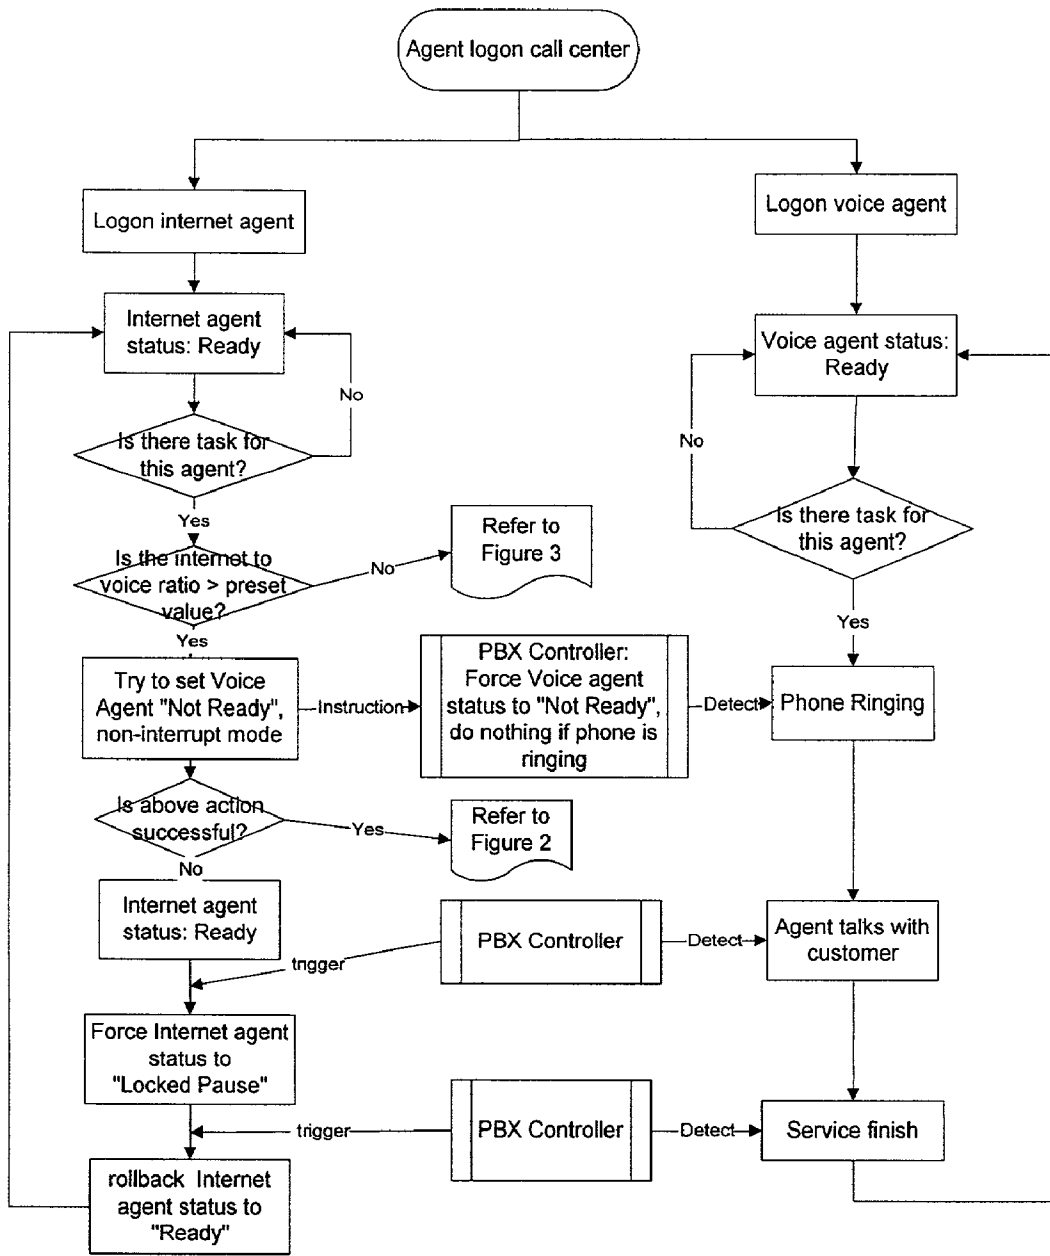 Agent logon call center
Logon internet agent
Logon voice agent
Internet agent
status: Ready
Voice agent status:
Ready
No
No
Is there task for
this agent?
Is there task for
this agent?
Yes
Is the internet to
voice ratio > preset
value?
No
Refer to
Figure 3
Yes
Yes
Try to set Voice
Agent "Not Ready",
non-interrupt mode
Instruction
PBX Controller:
Force Voice agent
status to "Not Ready",
do nothing if phone is
ringing
Detect
Phone Ringing
Is above action
successful?
Yes
Refer to
Figure 2
No
Internet agent
status: Ready
trigger
PBX Controller
Detect
Agent talks with
customer
Force Internet agent
status to
"Locked Pause"
trigger
PBX Controller
Detect
Service finish
rollback Internet
agent status to
"Ready"